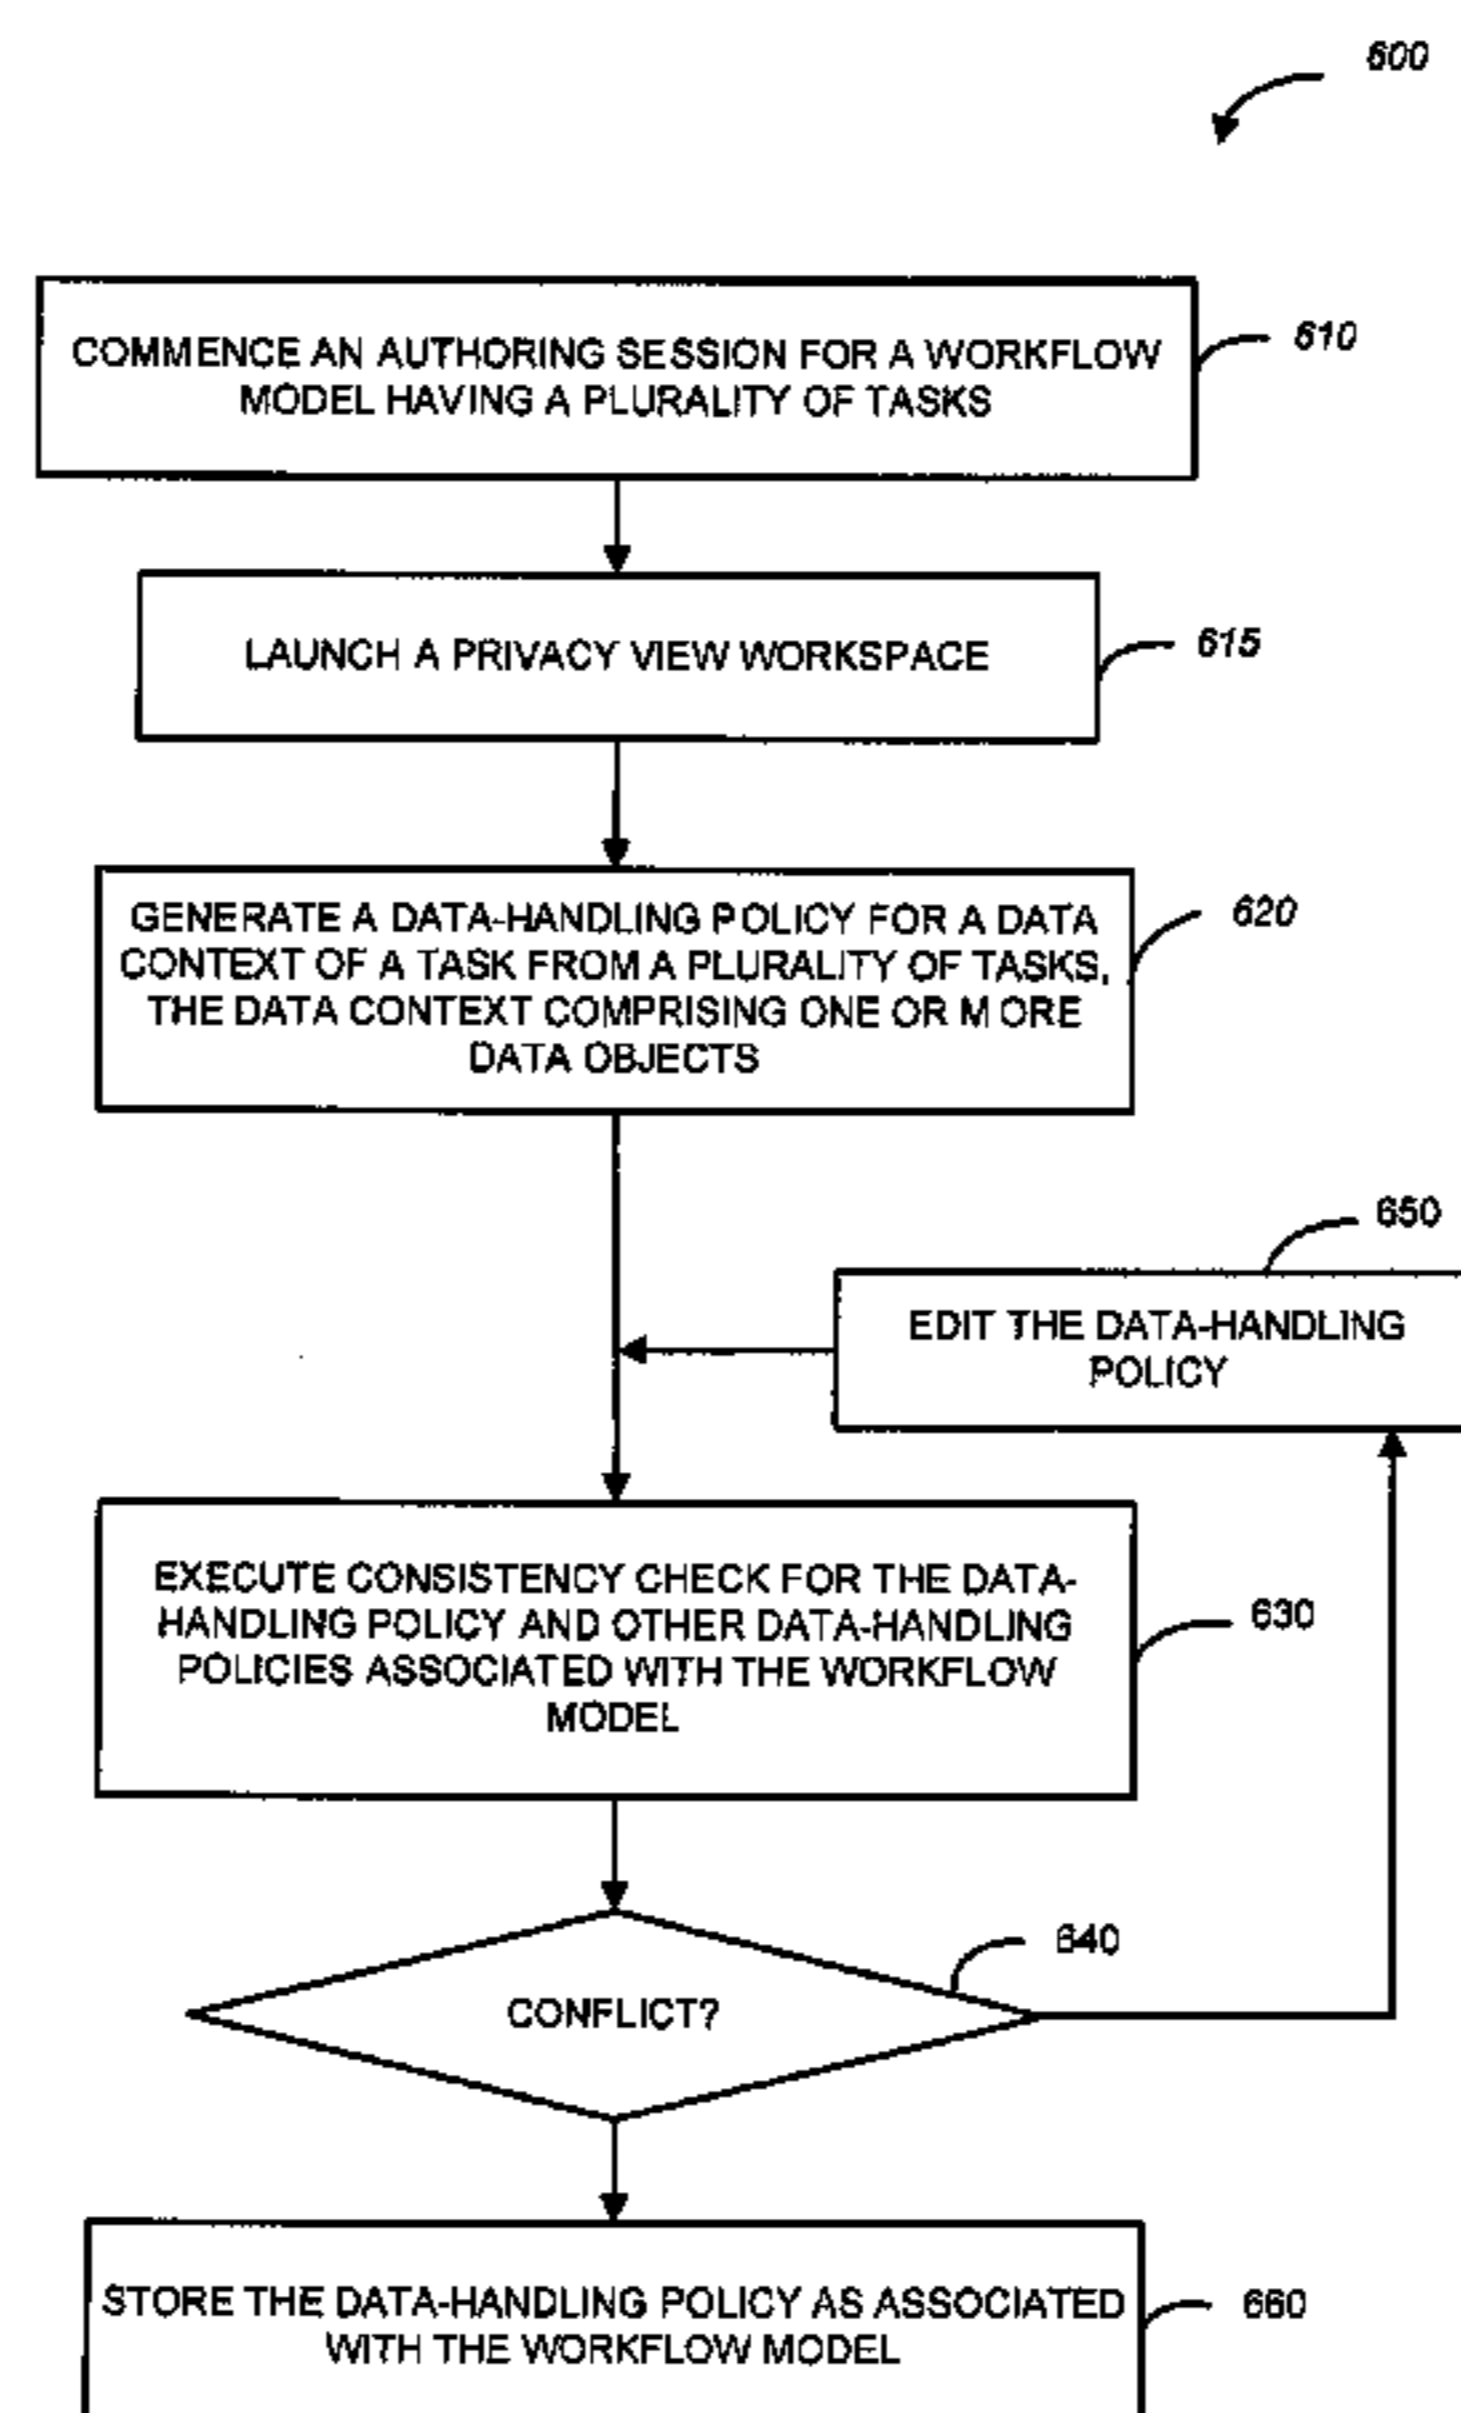 600
COMMENCE AN AUTHORING SESSION FOR A WORKFLOW
MODEL HAVING A PLURALITY OF TASKS
610
LAUNCH A PRIVACY VIEW WORKSPACE
615
GENERATE A DATA-HANDLING POLICY FOR A DATA
CONTEXT OF A TASK FROM A PLURALITY OF TASKS,
THE DATA CONTEXT COMPRISING ONE OR MORE
DATA OBJECTS
620
650
EDIT THE DATA-HANDLING
POLICY
EXECUTE CONSISTENCY CHECK FOR THE DATA-
HANDLING POLICY AND OTHER DATA-HANDLING
POLICIES ASSOCIATED WITH THE WORKFLOW
MODEL
630
640
CONFLICT?
STORE THE DATA-HANDLING POLICY AS ASSOCIATED
WITH THE WORKFLOW MODEL
660